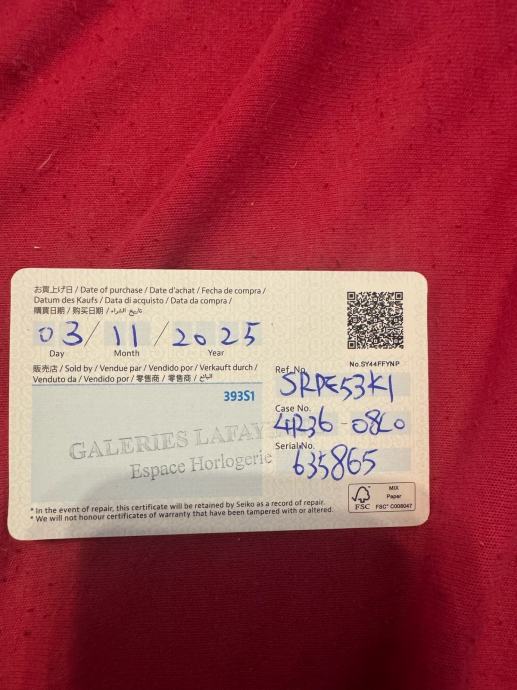 お買上げ日 / Date of purchase / Date d'achat / Fecha de compra /
Datum des Kaufs / Data di acquisto / Data da compra /
購買日期 / 购买日期 / تاريخ الشراء
03/11/2025
Day Month Year
No.SY44FFYNP
販売店 / Sold by / Vendue par / Vendido por / Verkauft durch /
Venduto da / Vendido por / 零售商 / 零售商 / البائع
393S1
GALERIES LAFAY
Espace Horlogerie
Ref. No.
SRPE53K1
Case No.
4R36-08L0
Serial No.
635865
* In the event of repair, this certificate will be retained by Seiko as a record of repair.
* We will not honour certificates of warranty that have been tampered with or altered.
FSC
MIX
Paper
FSC® C008047